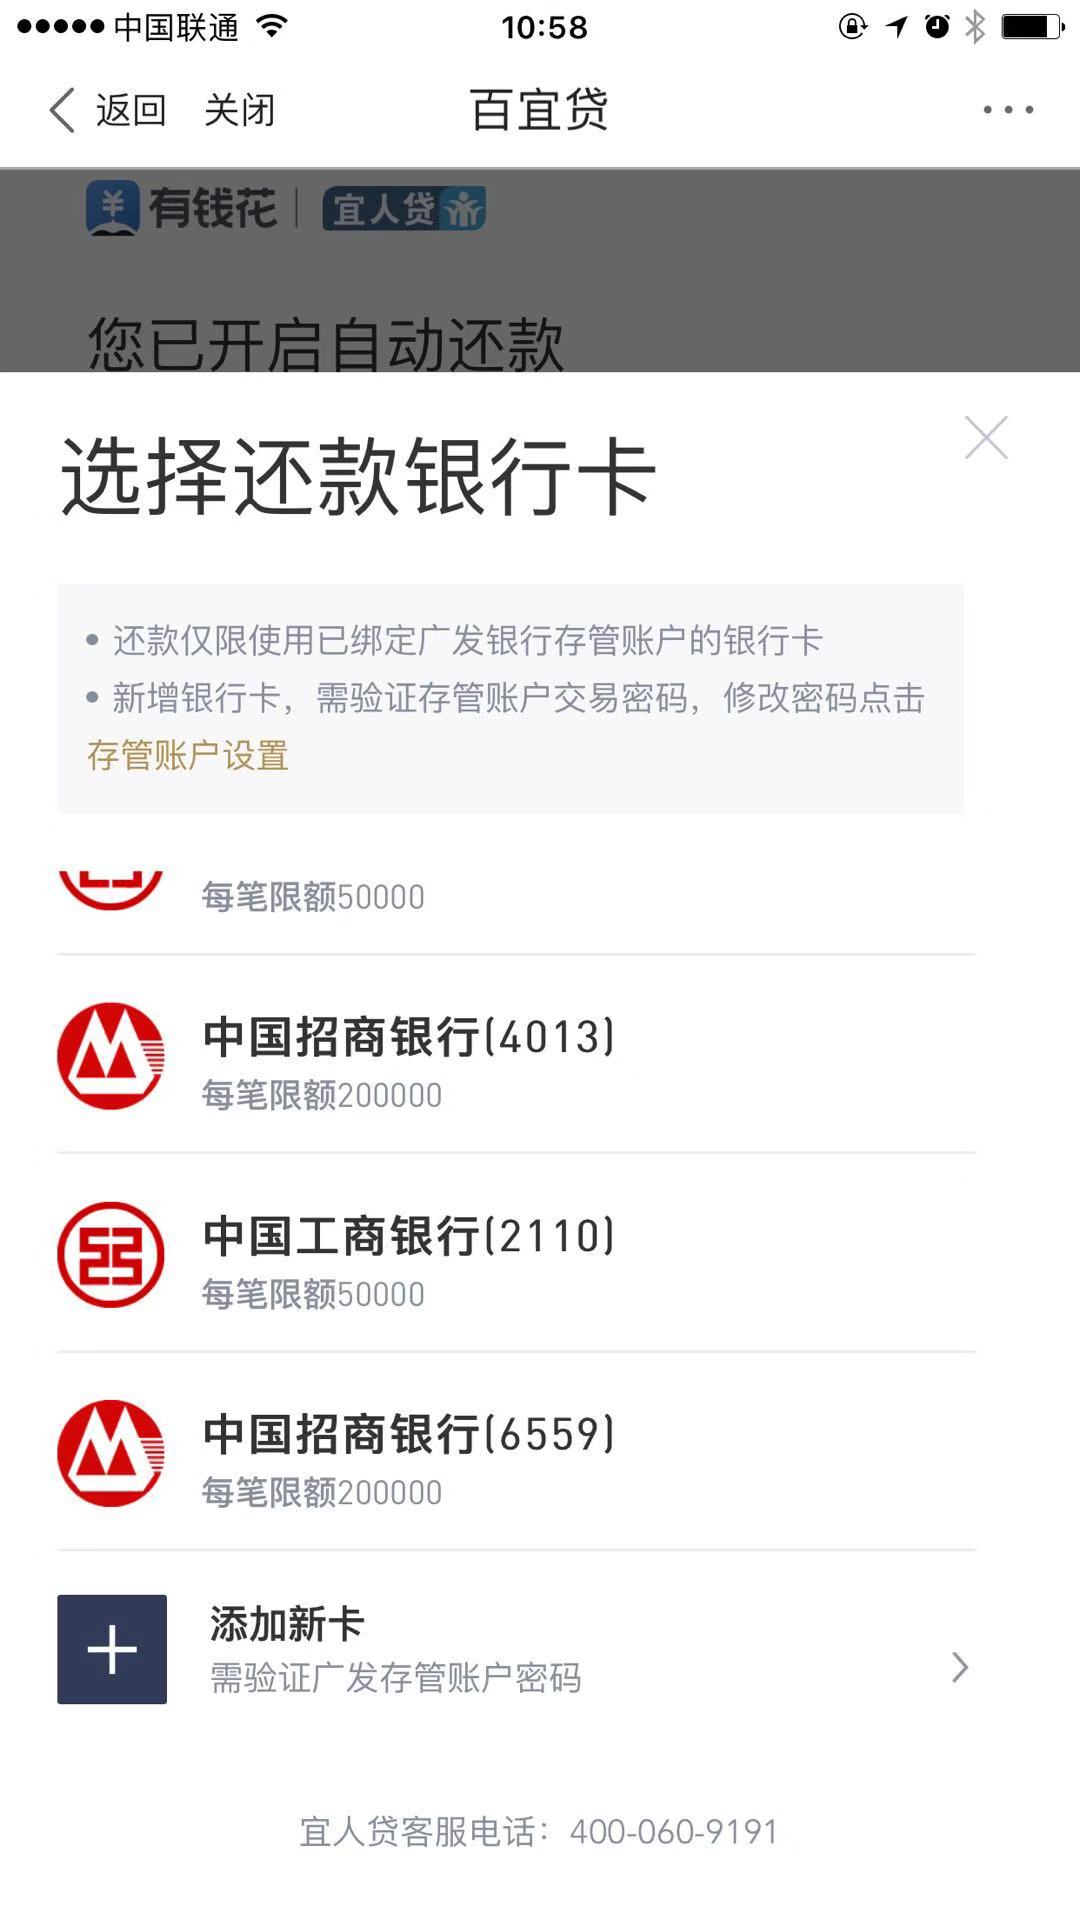 中国联通 10:58
返回 关闭 百宜贷
有钱花 宜人贷
您已开启自动还款
选择还款银行卡
• 还款仅限使用已绑定广发银行存管账户的银行卡
• 新增银行卡，需验证存管账户交易密码，修改密码点击
存管账户设置
每笔限额50000
中国招商银行(4013)
每笔限额200000
中国工商银行(2110)
每笔限额50000
中国招商银行(6559)
每笔限额200000
添加新卡
需验证广发存管账户密码
宜人贷客服电话：400-060-9191